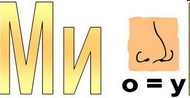 Ми
о = у